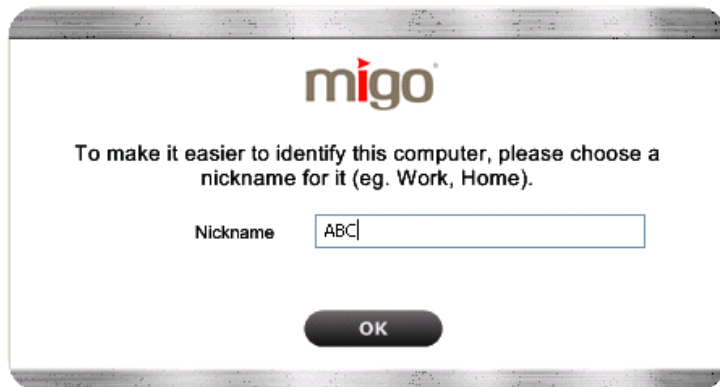 migo
To make it easier to identify this computer, please choose a
nickname for it (eg. Work, Home).
Nickname ABC
OK